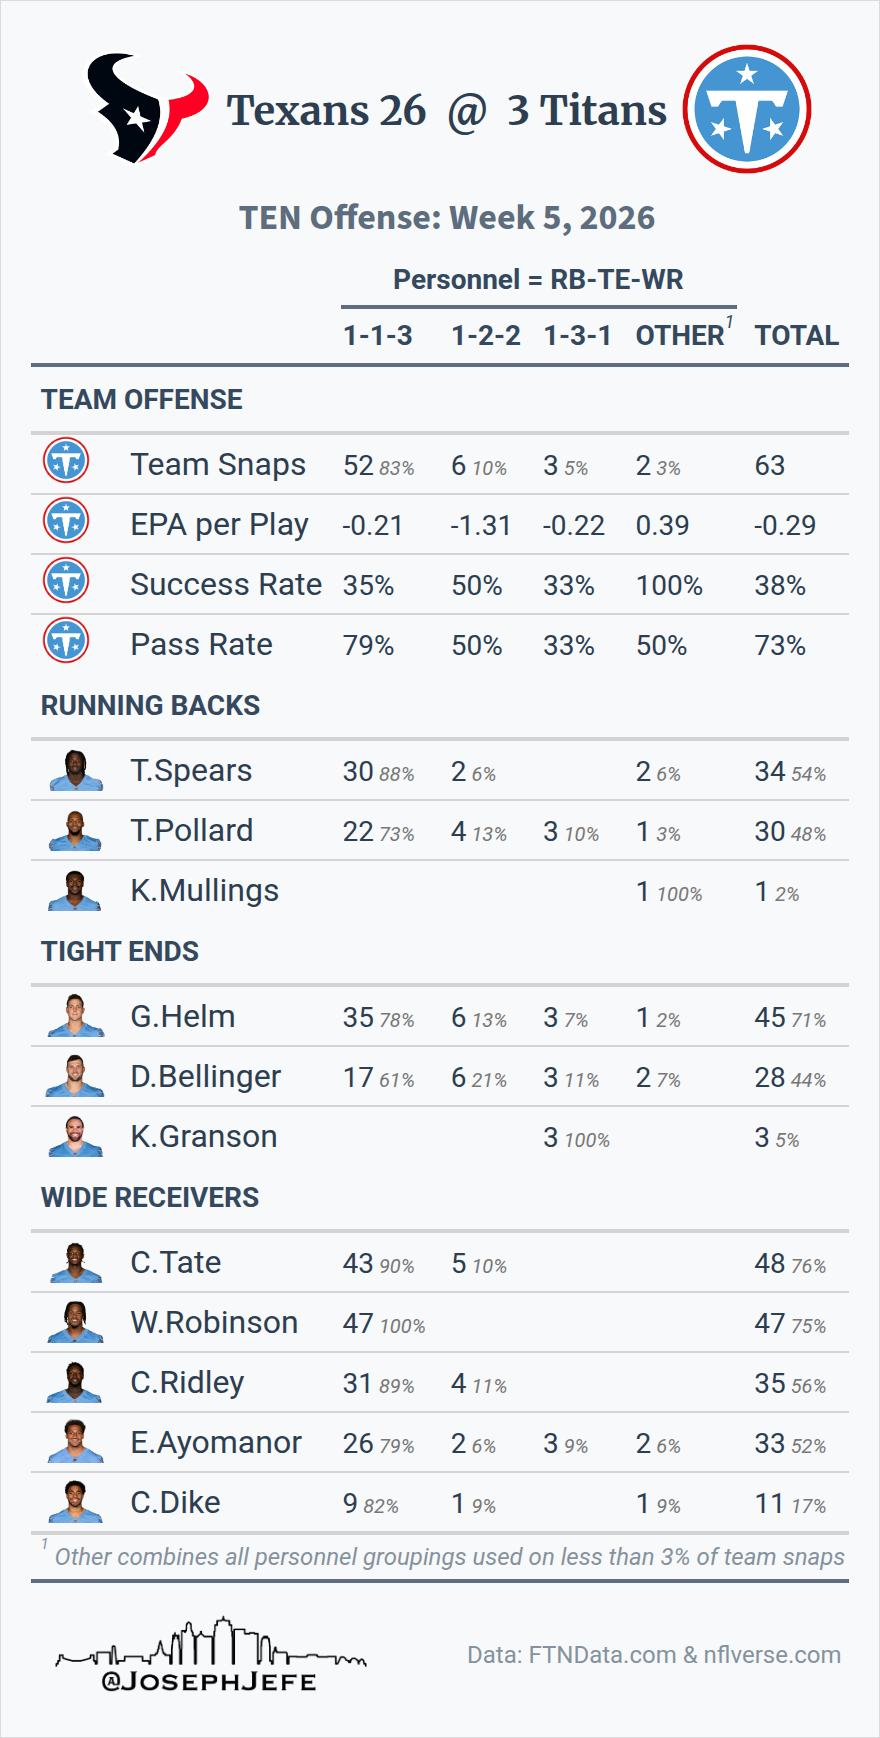 Texans 26 @ 3 Titans
TEN Offense: Week 5, 2026
Personnel = RB-TE-WR
1-1-3 1-2-2 1-3-1 OTHER1 TOTAL
TEAM OFFENSE
Team Snaps 52 83% 6 10% 3 5% 2 3% 63
EPA per Play -0.21 -1.31 -0.22 0.39 -0.29
Success Rate 35% 50% 33% 100% 38%
Pass Rate 79% 50% 33% 50% 73%
RUNNING BACKS
T.Spears 30 88% 2 6% 2 6% 34 54%
T.Pollard 22 73% 4 13% 3 10% 1 3% 30 48%
K.Mullings 1 100% 1 2%
TIGHT ENDS
G.Helm 35 78% 6 13% 3 7% 1 2% 45 71%
D.Bellinger 17 61% 6 21% 3 11% 2 7% 28 44%
K.Granson 3 100% 3 5%
WIDE RECEIVERS
C.Tate 43 90% 5 10% 48 76%
W.Robinson 47 100% 47 75%
C.Ridley 31 89% 4 11% 35 56%
E.Ayomanor 26 79% 2 6% 3 9% 2 6% 33 52%
C.Dike 9 82% 1 9% 1 9% 11 17%
1 Other combines all personnel groupings used on less than 3% of team snaps
@JosephJefe
Data: FTNData.com & nflverse.com